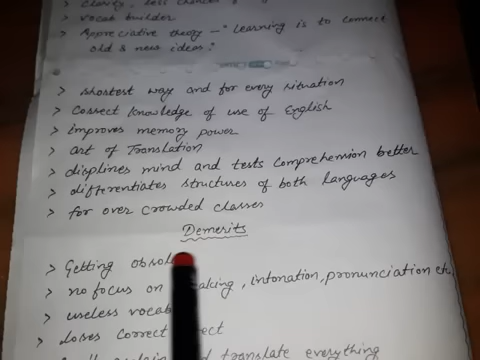 > Vocab builder
> Appreciative theory - "Learning is to connect
old & new ideas."
> shortest way and for every situation
> Correct knowledge of use of English
> improves memory power
> art of Translation
> displines mind and tests comprehension better
> differentiates structures of both languages
> for over crowded classes
Demerits
> Getting
> no focus on , intonation, pronunciation etc
> useless
> loses correct
translate everything